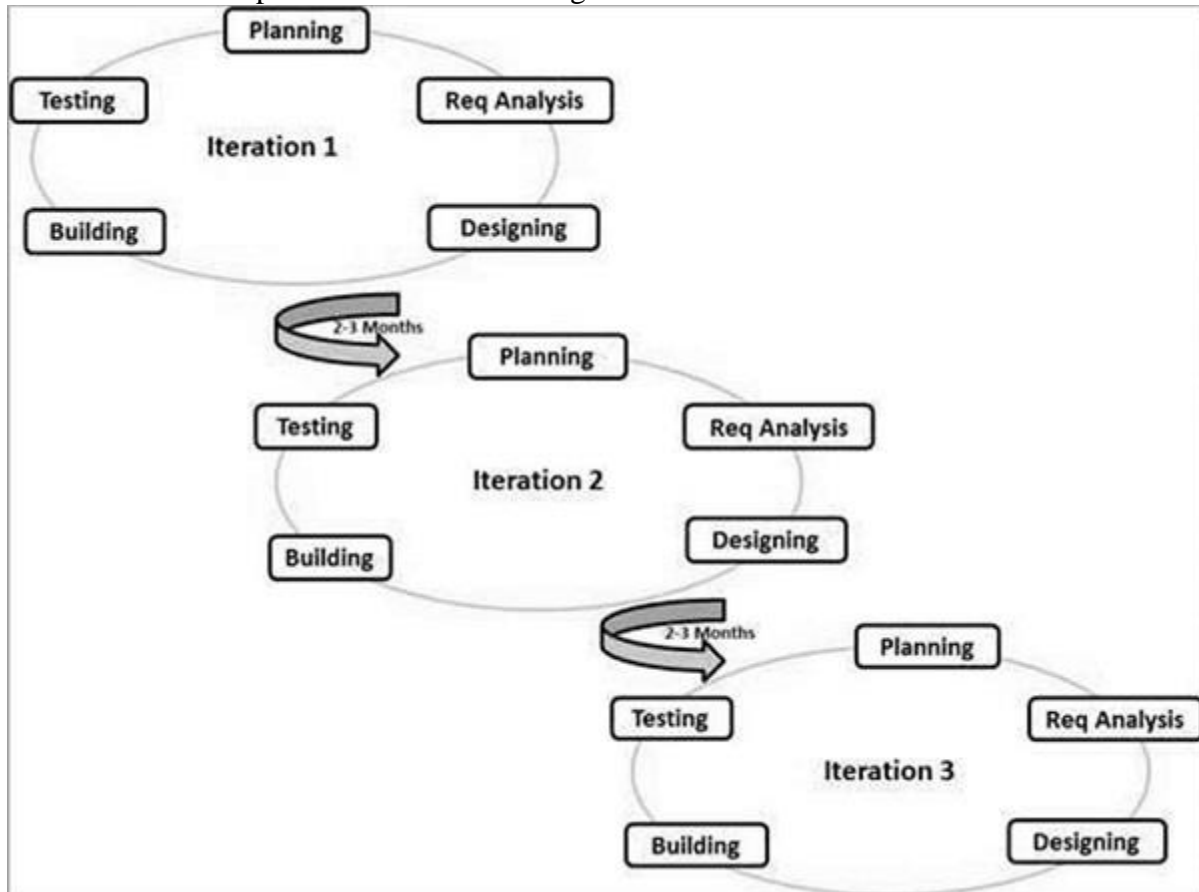 Planning
Testing
Req Analysis
Iteration 1
Building
Designing
2-3 Months
Planning
Testing
Req Analysis
Iteration 2
Building
Designing
2-3 Months
Planning
Testing
Req Analysis
Iteration 3
Building
Designing